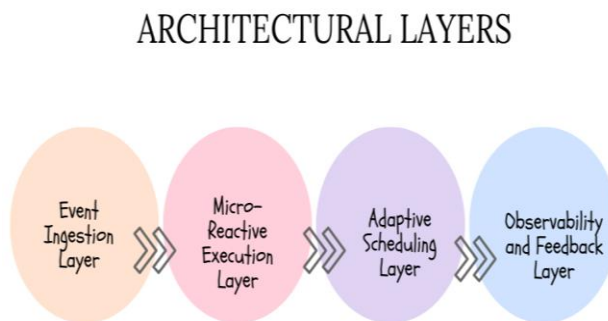 ARCHITECTURAL LAYERS
Event
Ingestion
Layer
Micro-
Reactive
Execution
Layer
Adaptive
Scheduling
Layer
Observability
and Feedback
Layer